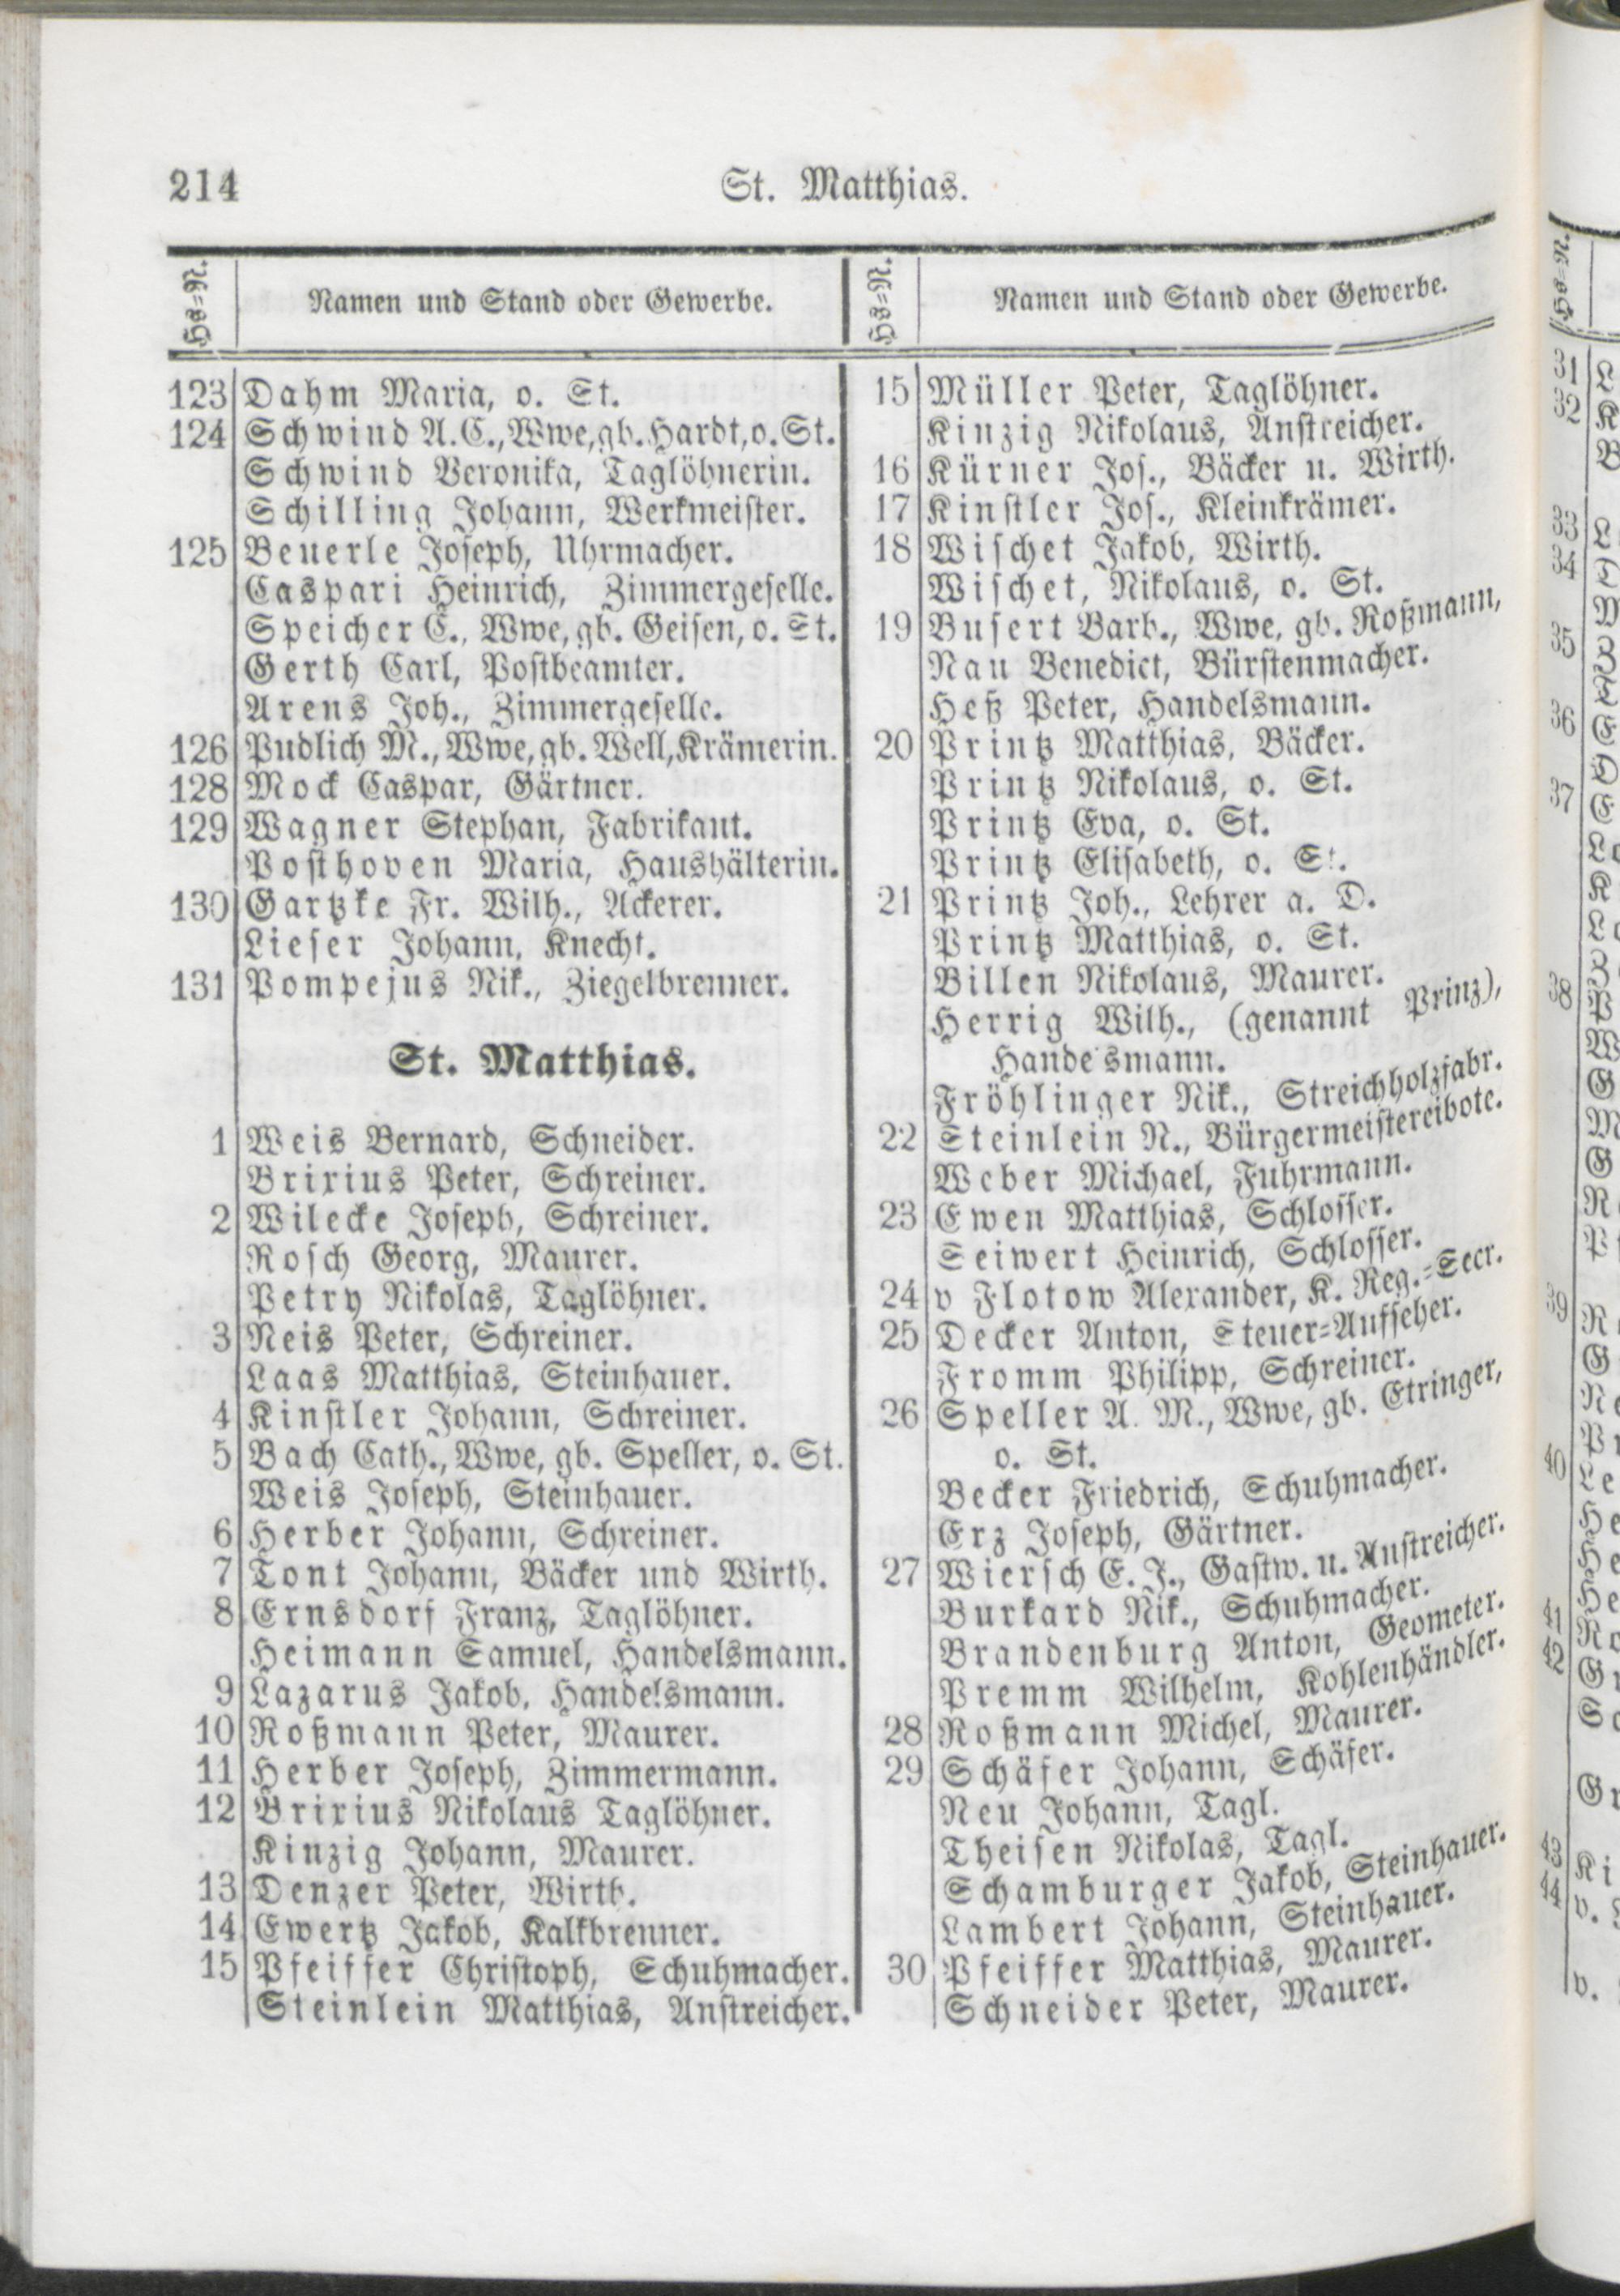 214
St. Matthias.
Hs=N.
Namen und Stand oder Gewerbe.
123 Dahm Maria, o. St.
124 Schwind A. C., Wwe, gb. Hardt, o. St.
Schwind Veronika, Taglöhnerin.
Schilling Johann, Werkmeister.
125 Beuerle Joseph, Uhrmacher.
Caspari Heinrich, Zimmergeselle.
Speicher C., Wwe, gb. Geisen, o. St.
Gerth Carl, Postbeamter.
Arens Joh., Zimmergeselle.
126 Pudlich M., Wwe, gb. Well, Krämerin.
128 Mock Caspar, Gärtner.
129 Wagner Stephan, Fabrikant.
Posthoven Maria, Haushälterin.
130 Gartzke Fr. Wilh., Ackerer.
Lieser Johann, Knecht.
131 Pompejus Nik., Ziegelbrenner.
St. Matthias.
1 Weis Bernard, Schneider.
Brixius Peter, Schreiner.
2 Wilecke Joseph, Schreiner.
Rosch Georg, Maurer.
Petry Nikolas, Taglöhner.
3 Neis Peter, Schreiner.
Laas Matthias, Steinhauer.
4 Kinstler Johann, Schreiner.
5 Bach Cath., Wwe, gb. Speller, o. St.
Weis Joseph, Steinhauer.
6 Herber Johann, Schreiner.
7 Tont Johann, Bäcker und Wirth.
8 Ernsdorf Franz, Taglöhner.
Heimann Samuel, Handelsmann.
9 Lazarus Jakob, Handelsmann.
10 Roßmann Peter, Maurer.
11 Herber Joseph, Zimmermann.
12 Brixius Nikolaus Taglöhner.
Kinzig Johann, Maurer.
13 Denzer Peter, Wirth.
14 Ewertz Jakob, Kalkbrenner.
15 Pfeiffer Christoph, Schuhmacher.
Steinlein Matthias, Anstreicher.
Hs=N.
Namen und Stand oder Gewerbe.
15 Müller Peter, Taglöhner.
Kinzig Nikolaus, Anstreicher.
16 Kürner Jos., Bäcker u. Wirth.
17 Kinstler Jos., Kleinkrämer.
18 Wischet Jakob, Wirth.
Wischet, Nikolaus, o. St.
19 Busert Barb., Wwe, gb. Roßmann,
Nau Benedict, Bürstenmacher.
Heß Peter, Handelsmann.
20 Printz Matthias, Bäcker.
Printz Nikolaus, o. St.
Printz Eva, o. St.
Printz Elisabeth, o. St.
21 Printz Joh., Lehrer a. D.
Printz Matthias, o. St.
Billen Nikolaus, Maurer.
Herrig Wilh., (genannt Prinz),
Handelsmann.
Fröhlinger Nik., Streichholzfabr.
22 Steinlein N., Bürgermeistereibote.
Weber Michael, Fuhrmann.
23 Ewen Matthias, Schlosser.
Seiwert Heinrich, Schlosser.
24 v Flotow Alexander, K. Reg.=Secr.
25 Decker Anton, Steuer=Aufseher.
Fromm Philipp, Schreiner.
26 Speller A. M., Wwe, gb. Etringer,
o. St.
Becker Friedrich, Schuhmacher.
Erz Joseph, Gärtner.
27 Wiersch E. J., Gastw. u. Anstreicher.
Burkard Nik., Schuhmacher.
Brandenburg Anton, Geometer.
Premm Wilhelm, Kohlenhändler.
28 Roßmann Michel, Maurer.
29 Schäfer Johann, Schäfer.
Neu Johann, Tagl.
Theisen Nikolas, Tagl.
Schamburger Jakob, Steinhauer.
Lambert Johann, Steinhauer.
30 Pfeiffer Matthias, Maurer.
Schneider Peter, Maurer.